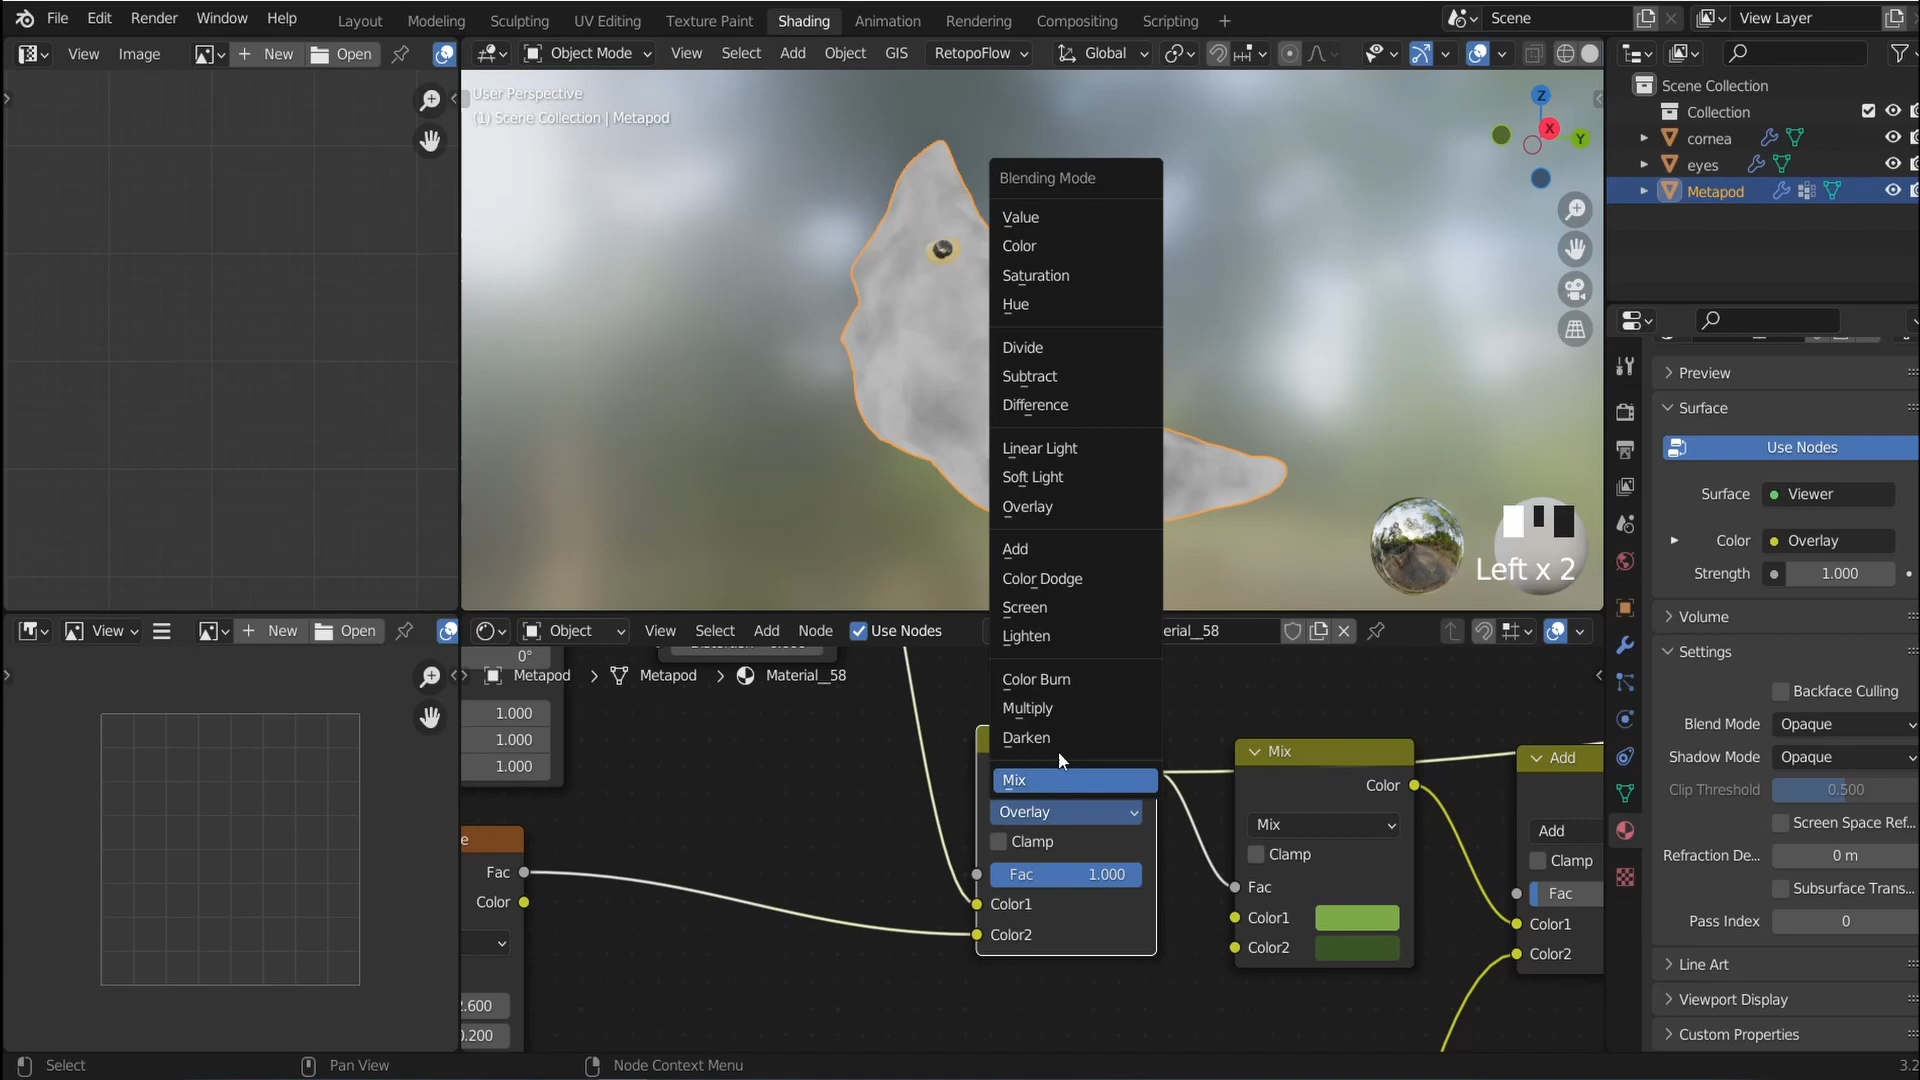 File Edit Render Window Help Layout Modeling Sculpting UV Editing Texture Paint Shading Animation Rendering Compositing Scripting + Scene View Layer
View Image + New Open Object Mode View Select Add Object GIS RetopoFlow Global
User Perspective
(1) Scene Collection | Metapod
Z
X
Y
Scene Collection
Collection
cornea
eyes
Metapod
Blending Mode
Value
Color
Saturation
Hue
Divide
Subtract
Difference
Linear Light
Soft Light
Overlay
Add
Color Dodge
Screen
Lighten
Color Burn
Multiply
Darken
Mix
Left x 2
Preview
Surface
Use Nodes
Surface Viewer
Color Overlay
Strength 1.000
Volume
Settings
Backface Culling
Blend Mode Opaque
Shadow Mode Opaque
Clip Threshold 0.500
Screen Space Ref...
Refraction De... 0 m
Subsurface Trans...
Pass Index 0
Line Art
Viewport Display
Custom Properties
View + New Open Object View Select Add Node Use Nodes erial__58
0°
Metapod > Metapod > Material__58
1.000
1.000
1.000
e
Fac
Color
.600
0.200
Overlay
Clamp
Fac 1.000
Color1
Color2
Mix
Color
Mix
Clamp
Fac
Color1
Color2
Add
Add
Clamp
Fac
Color1
Color2
Select Pan View Node Context Menu 3.2